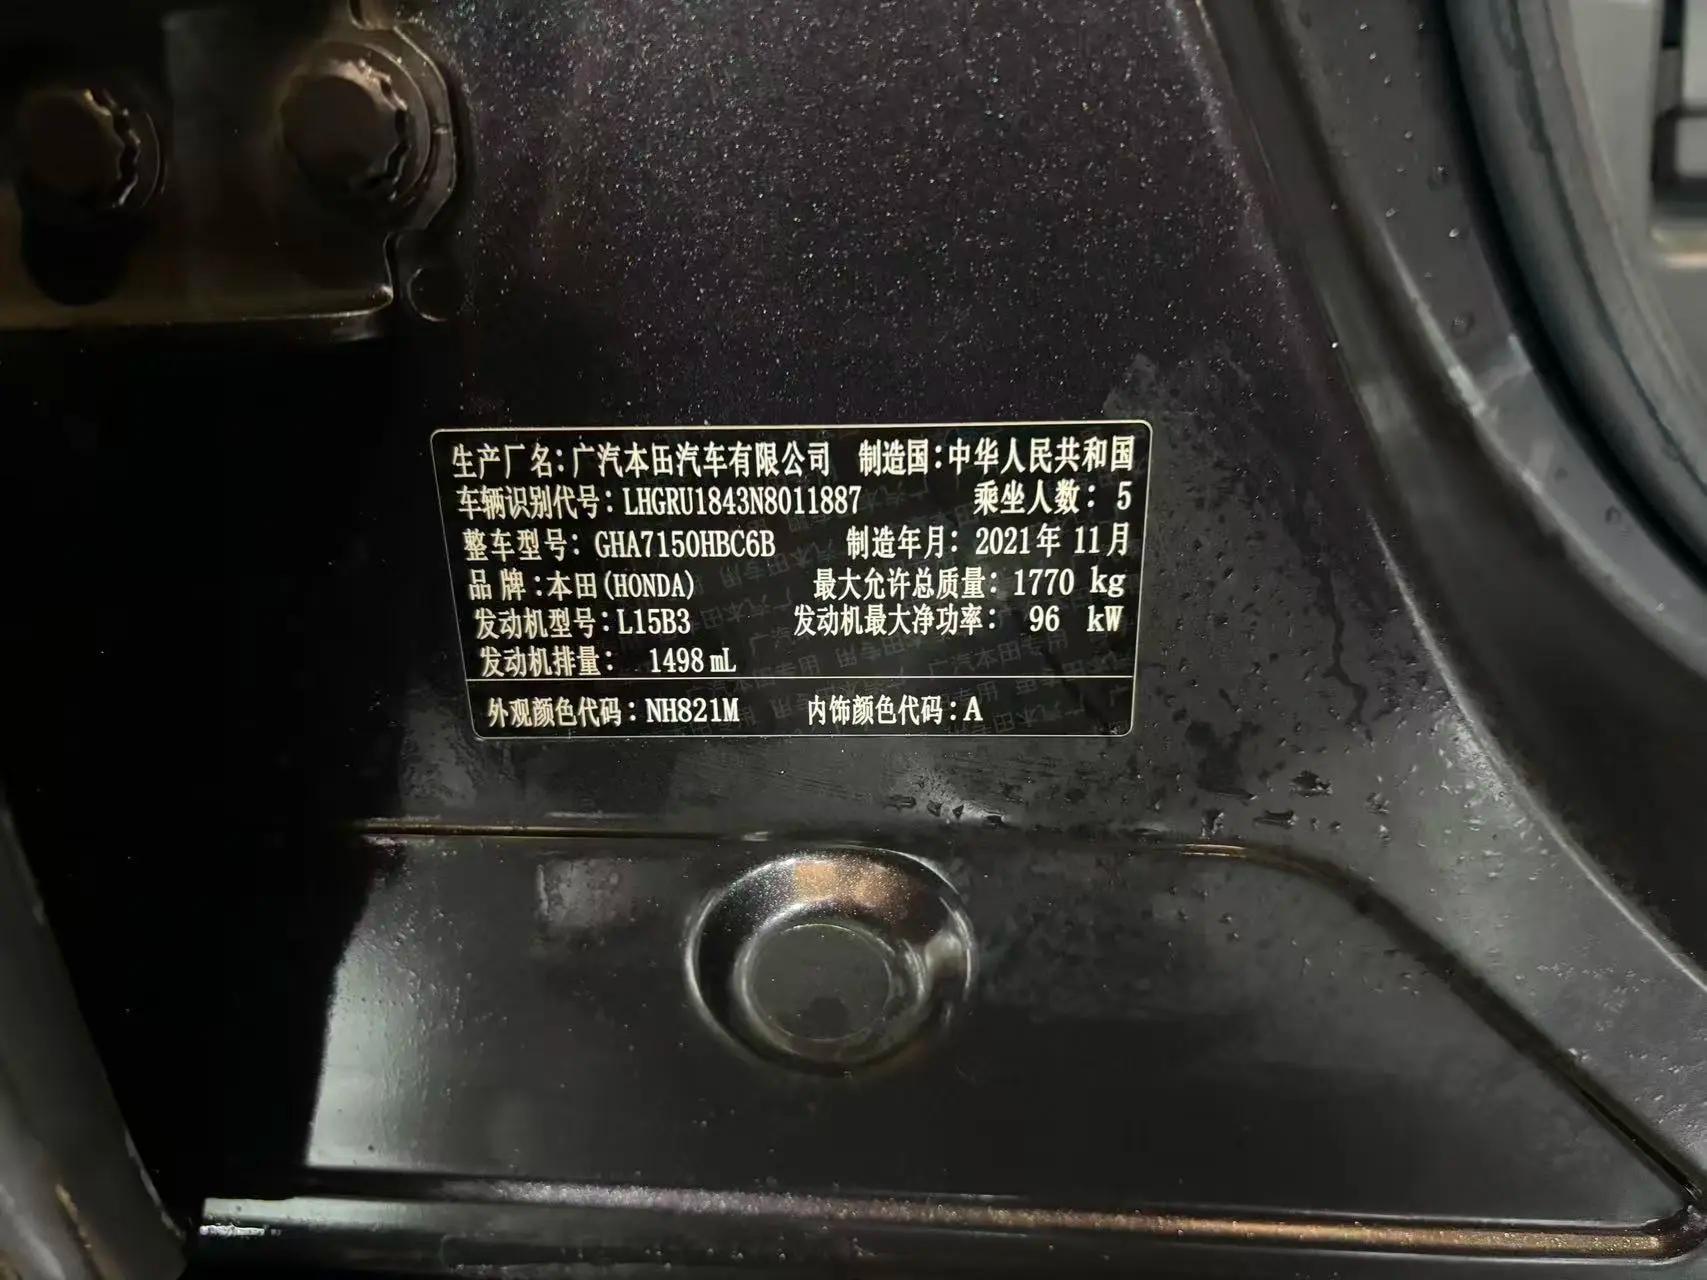 生产厂名：广汽本田汽车有限公司 制造国：中华人民共和国
车辆识别代号：LHGRU1843N8011887 乘坐人数：5
整车型号：GHA7150HBC6B 制造年月：2021年 11月
品 牌：本田(HONDA) 最大允许总质量：1770 kg
发动机型号：L15B3 发动机最大净功率： 96 kW
发动机排量： 1498 mL
外观颜色代码：NH821M 内饰颜色代码：A